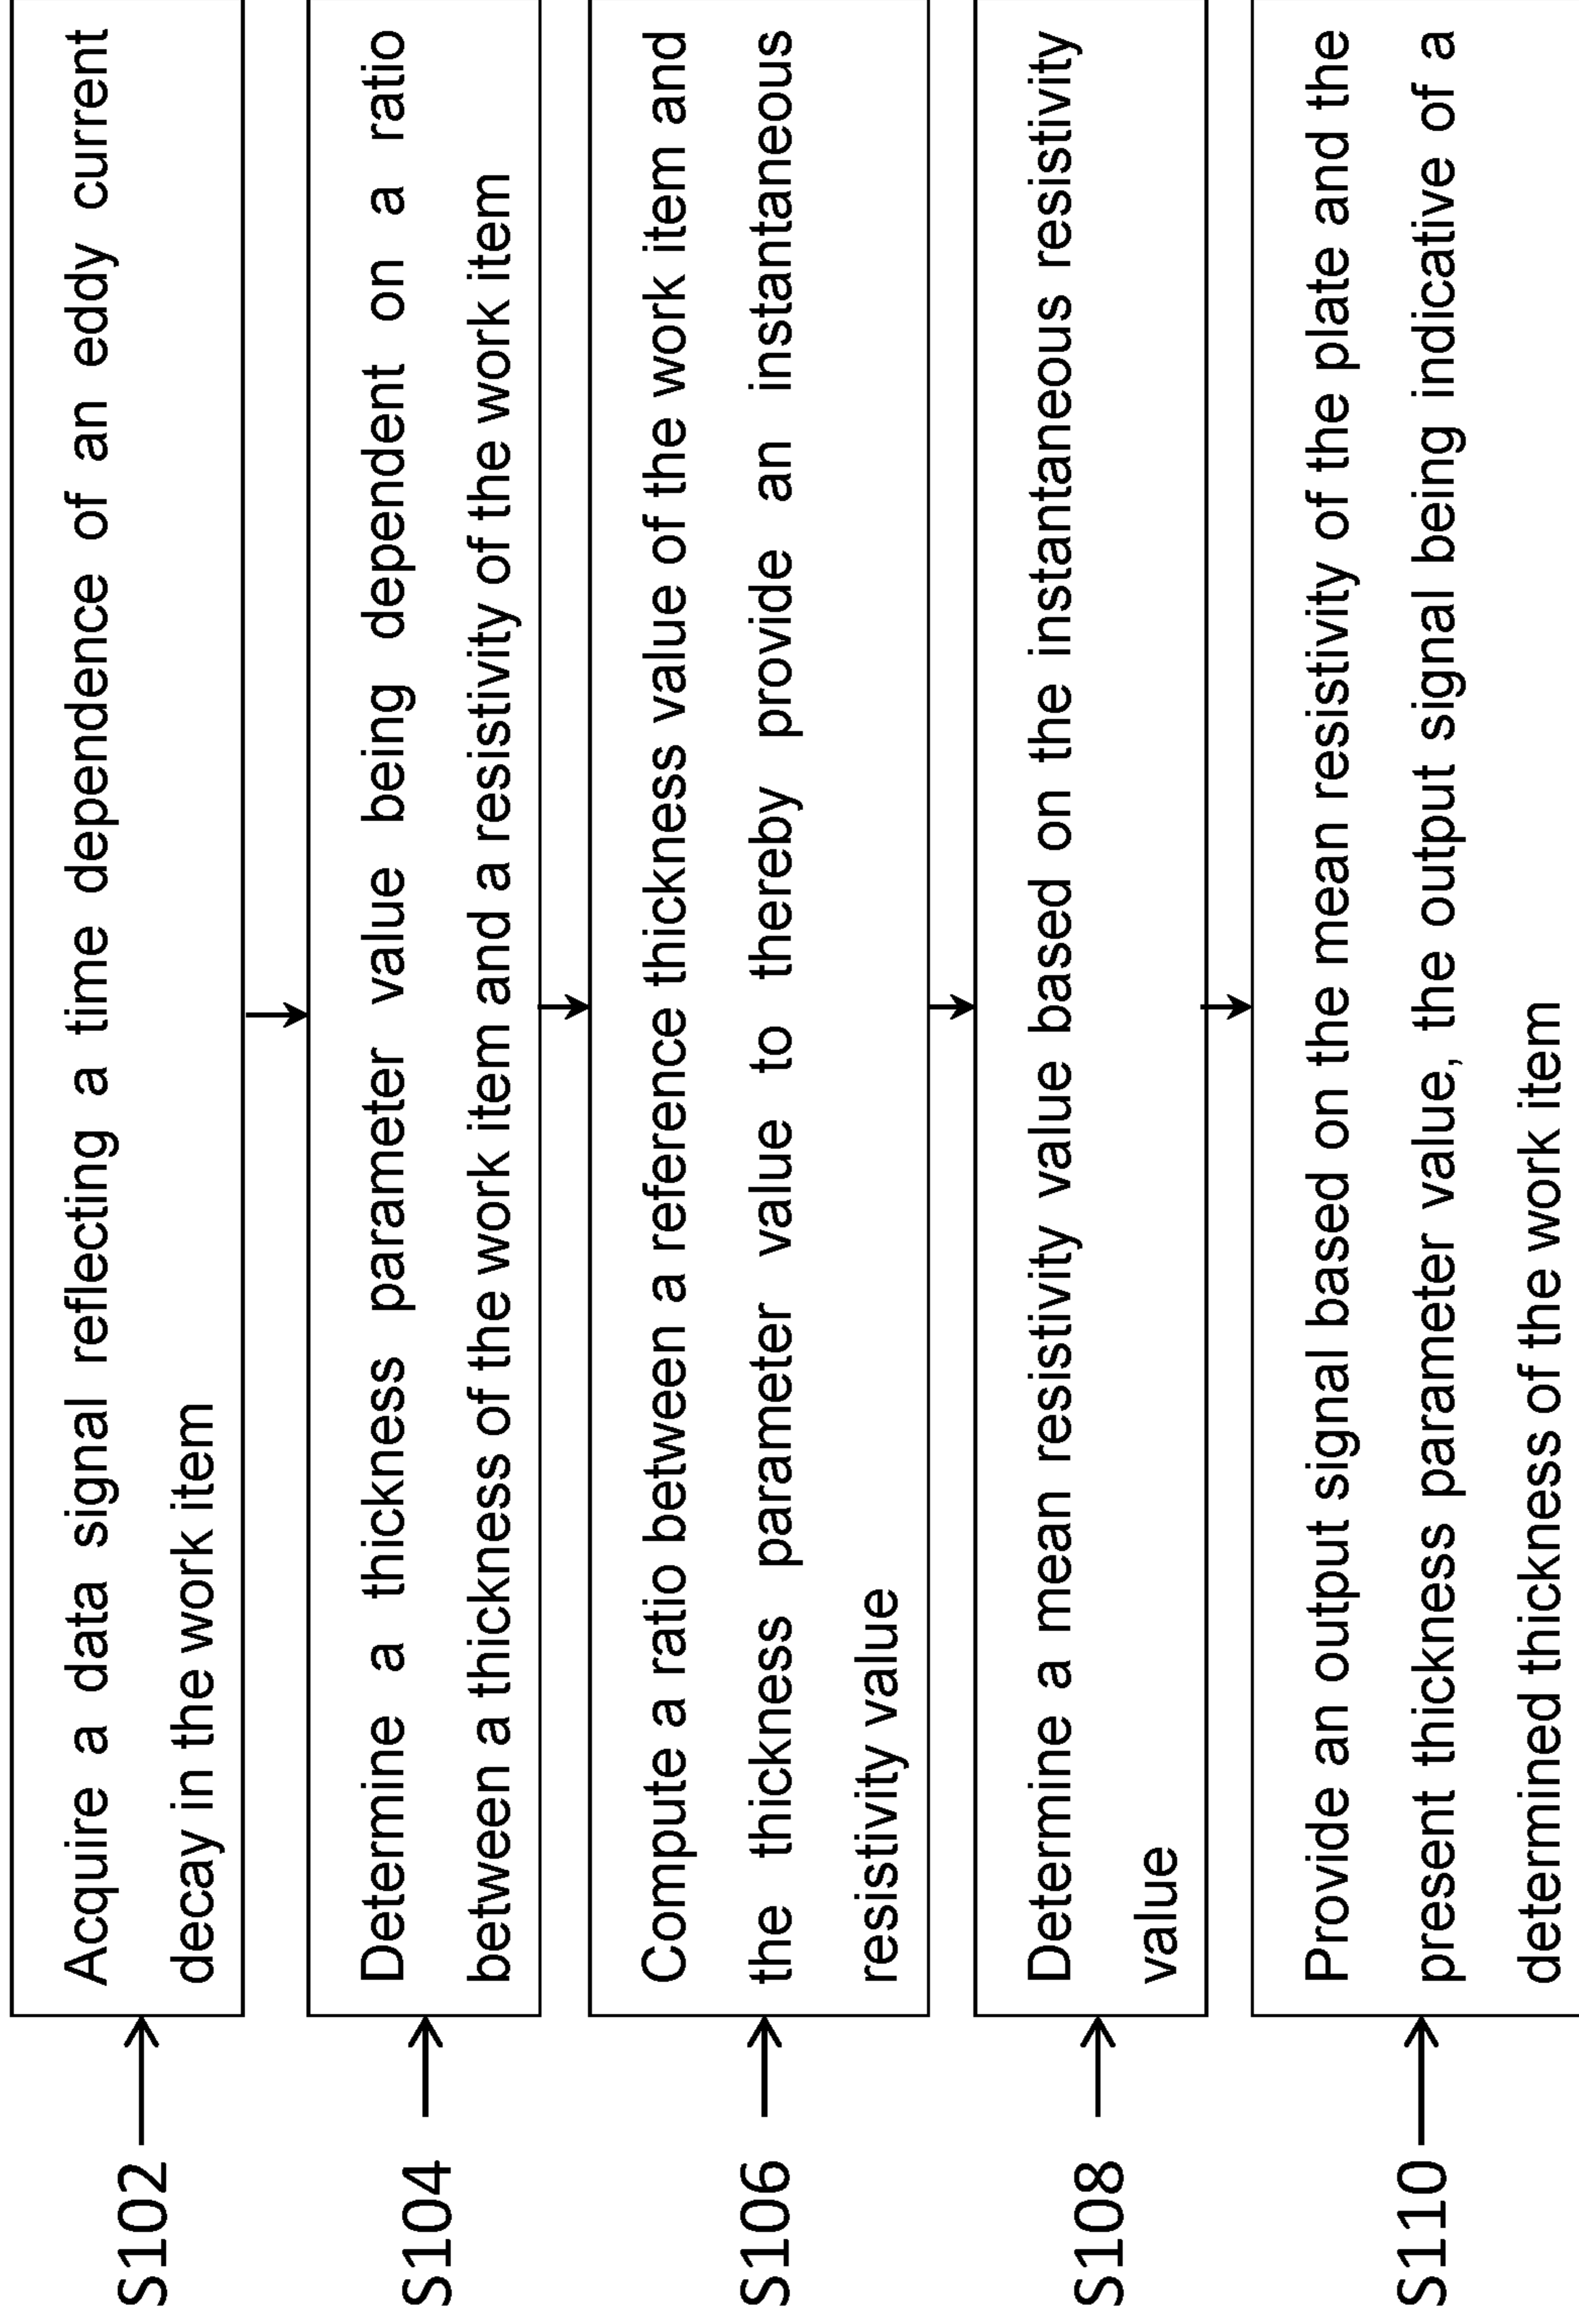 S102
Acquire a data signal reflecting a time dependence of an eddy current
decay in the work item
S104
Determine a thickness parameter value being dependent on a ratio
between a thickness of the work item and a resistivity of the work item
S106
Compute a ratio between a reference thickness value of the work item and
the thickness parameter value to thereby provide an instantaneous
resistivity value
S108
Determine a mean resistivity value based on the instantaneous resistivity
value
S110
Provide an output signal based on the mean resistivity of the plate and the
present thickness parameter value, the output signal being indicative of a
determined thickness of the work item